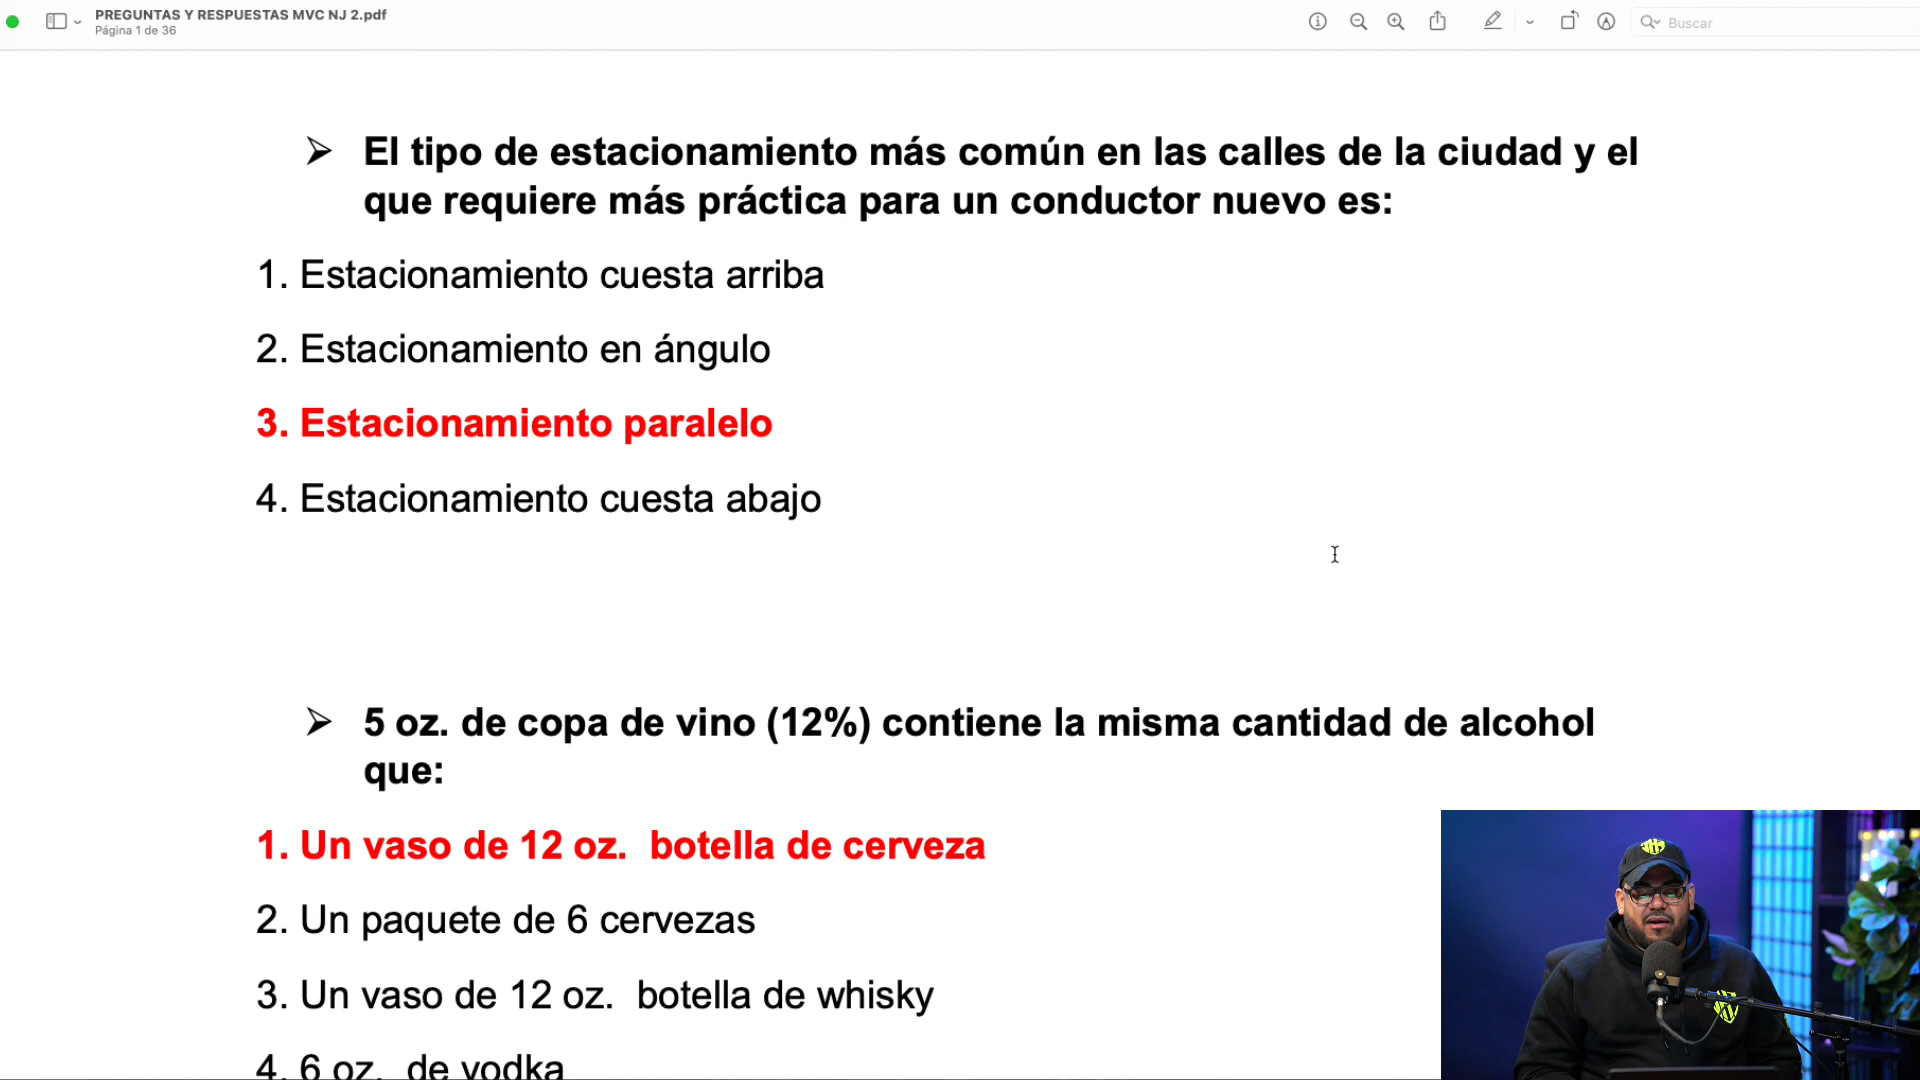 PREGUNTAS Y RESPUESTAS MVC NJ 2.pdf
Página 1 de 36
Buscar
➢ El tipo de estacionamiento más común en las calles de la ciudad y el
que requiere más práctica para un conductor nuevo es:
1. Estacionamiento cuesta arriba
2. Estacionamiento en ángulo
3. Estacionamiento paralelo
4. Estacionamiento cuesta abajo
➢ 5 oz. de copa de vino (12%) contiene la misma cantidad de alcohol
que:
1. Un vaso de 12 oz.  botella de cerveza
2. Un paquete de 6 cervezas
3. Un vaso de 12 oz.  botella de whisky
4. 6 oz.  de vodka